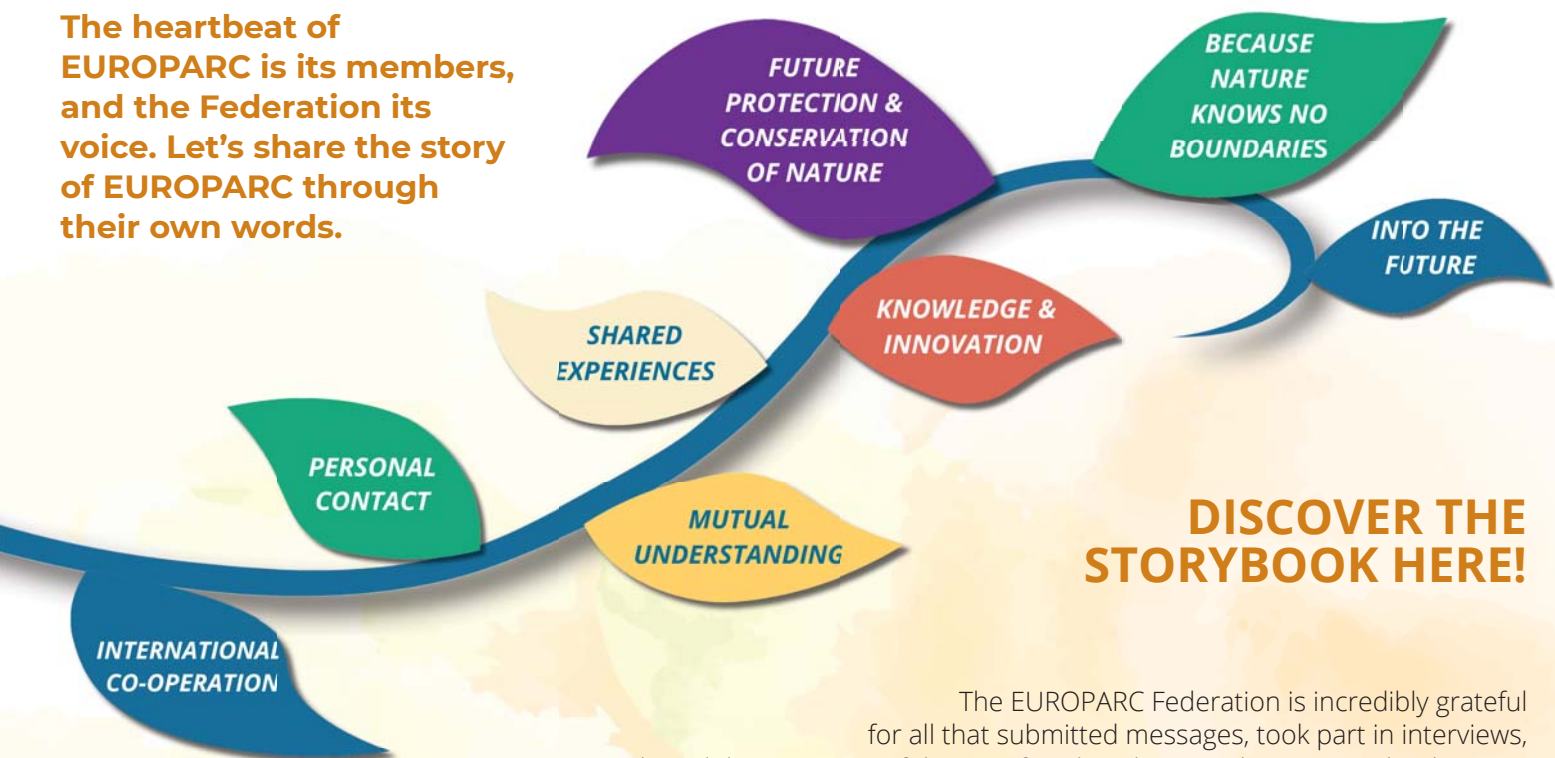 The heartbeat of
EUROPARC is its members,
and the Federation its
voice. Let's share the story
of EUROPARC through
their own words.
FUTURE
PROTECTION &
CONSERVATION
OF NATURE
BECAUSE
NATURE
KNOWS NO
BOUNDARIES
INTO THE
FUTURE
KNOWLEDGE &
INNOVATION
SHARED
EXPERIENCES
PERSONAL
CONTACT
MUTUAL
UNDERSTANDING
INTERNATIONAL
CO-OPERATION
DISCOVER THE
STORYBOOK HERE!
The EUROPARC Federation is incredibly grateful
for all that submitted messages, took part in interviews,